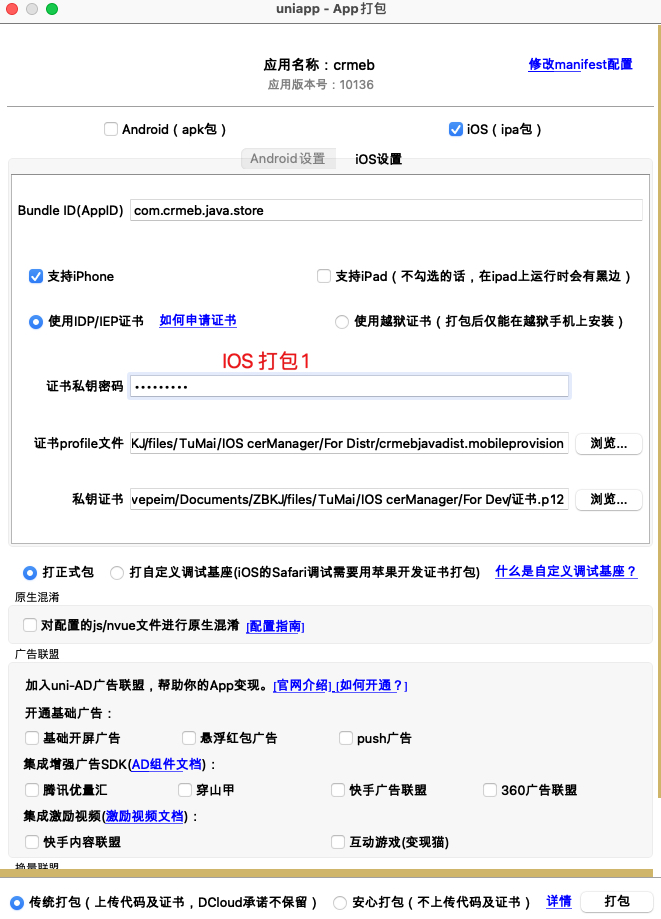 uniapp - App打包
应用名称：crmeb
修改manifest配置
应用版本号：10136
Android（apk包）
iOS（ipa包）
Android设置
iOS设置
Bundle ID(AppID)
com.crmeb.java.store
支持iPhone
支持iPad（不勾选的话，在ipad上运行时会有黑边）
使用IDP/IEP证书
如何申请证书
使用越狱证书（打包后仅能在越狱手机上安装）
IOS 打包1
证书私钥密码
•••••••••
证书profile文件
KJ/files/TuMai/IOS cerManager/For Distr/crmebjavadist.mobileprovision
浏览...
私钥证书
vepeim/Documents/ZBKJ/files/TuMai/IOS cerManager/For Dev/证书.p12
浏览...
打正式包
打自定义调试基座(iOS的Safari调试需要用苹果开发证书打包)
什么是自定义调试基座？
原生混淆
对配置的js/nvue文件进行原生混淆
[配置指南]
广告联盟
加入uni-AD广告联盟，帮助你的App变现。[官网介绍] [如何开通？]
开通基础广告：
基础开屏广告
悬浮红包广告
push广告
集成增强广告SDK(AD组件文档)：
腾讯优量汇
穿山甲
快手广告联盟
360广告联盟
集成激励视频(激励视频文档)：
快手内容联盟
互动游戏(变现猫)
换量联盟
传统打包（上传代码及证书，DCloud承诺不保留）
安心打包（不上传代码及证书）
详情
打包